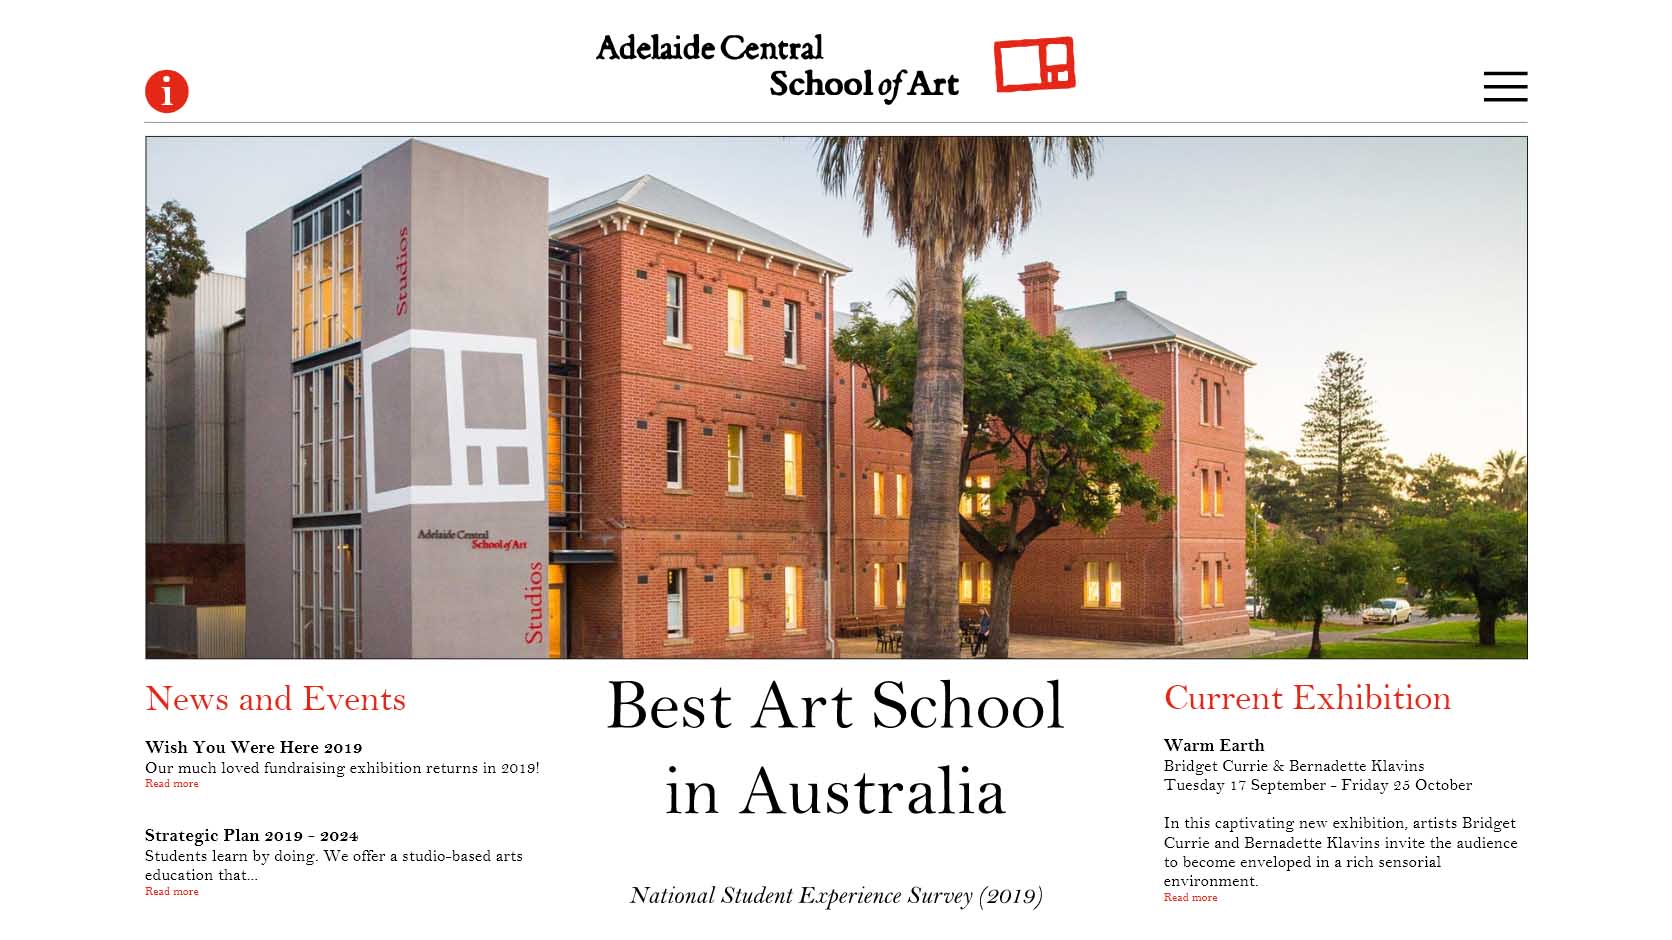 i
Adelaide Central
School of Art
Studios
Adelaide Central
School of Art
Studios
News and Events
Wish You Were Here 2019
Our much loved fundraising exhibition returns in 2019!
Read more
Strategic Plan 2019 - 2024
Students learn by doing. We offer a studio-based arts
education that...
Read more
Best Art School
in Australia
National Student Experience Survey (2019)
Current Exhibition
Warm Earth
Bridget Currie & Bernadette Klavins
Tuesday 17 September - Friday 25 October
In this captivating new exhibition, artists Bridget
Currie and Bernadette Klavins invite the audience
to become enveloped in a rich sensorial
environment.
Read more